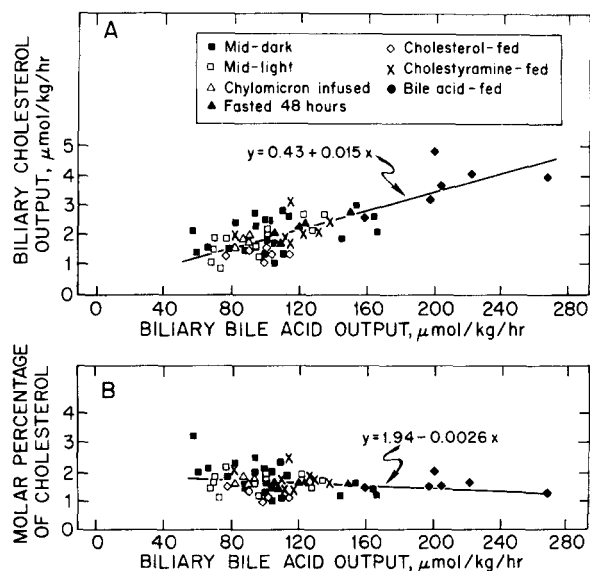 A
■ Mid-dark
□ Mid-light
△ Chylomicron infused
▲ Fasted 48 hours
◇ Cholesterol-fed
x Cholestyramine-fed
● Bile acid-fed
BILIARY CHOLESTEROL
OUTPUT, μmol/kg/hr
5
4
3
2
1
0
y=0.43+0.015x
0 40 80 120 160 200 240 280
BILIARY BILE ACID OUTPUT, μmol/kg/hr
B
MOLAR PERCENTAGE
OF CHOLESTEROL
4
3
2
1
0
y=1.94-0.0026x
0 40 80 120 160 200 240 280
BILIARY BILE ACID OUTPUT, μmol/kg/hr